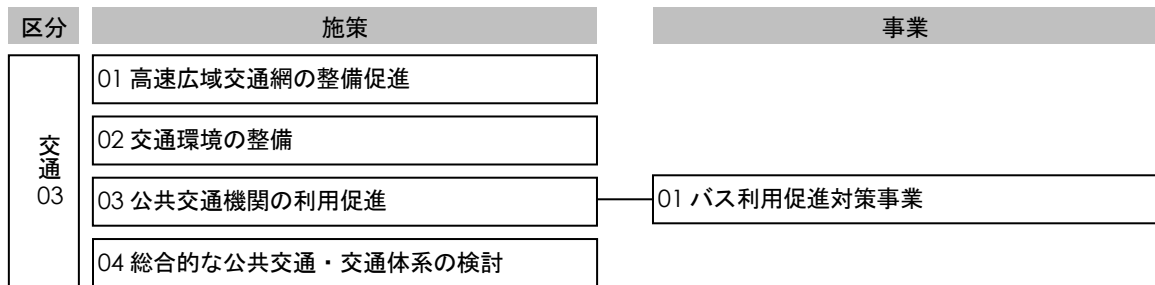 区分
施策
事業
交通
03
01 高速広域交通網の整備促進
02 交通環境の整備
03 公共交通機関の利用促進
01 バス利用促進対策事業
04 総合的な公共交通・交通体系の検討